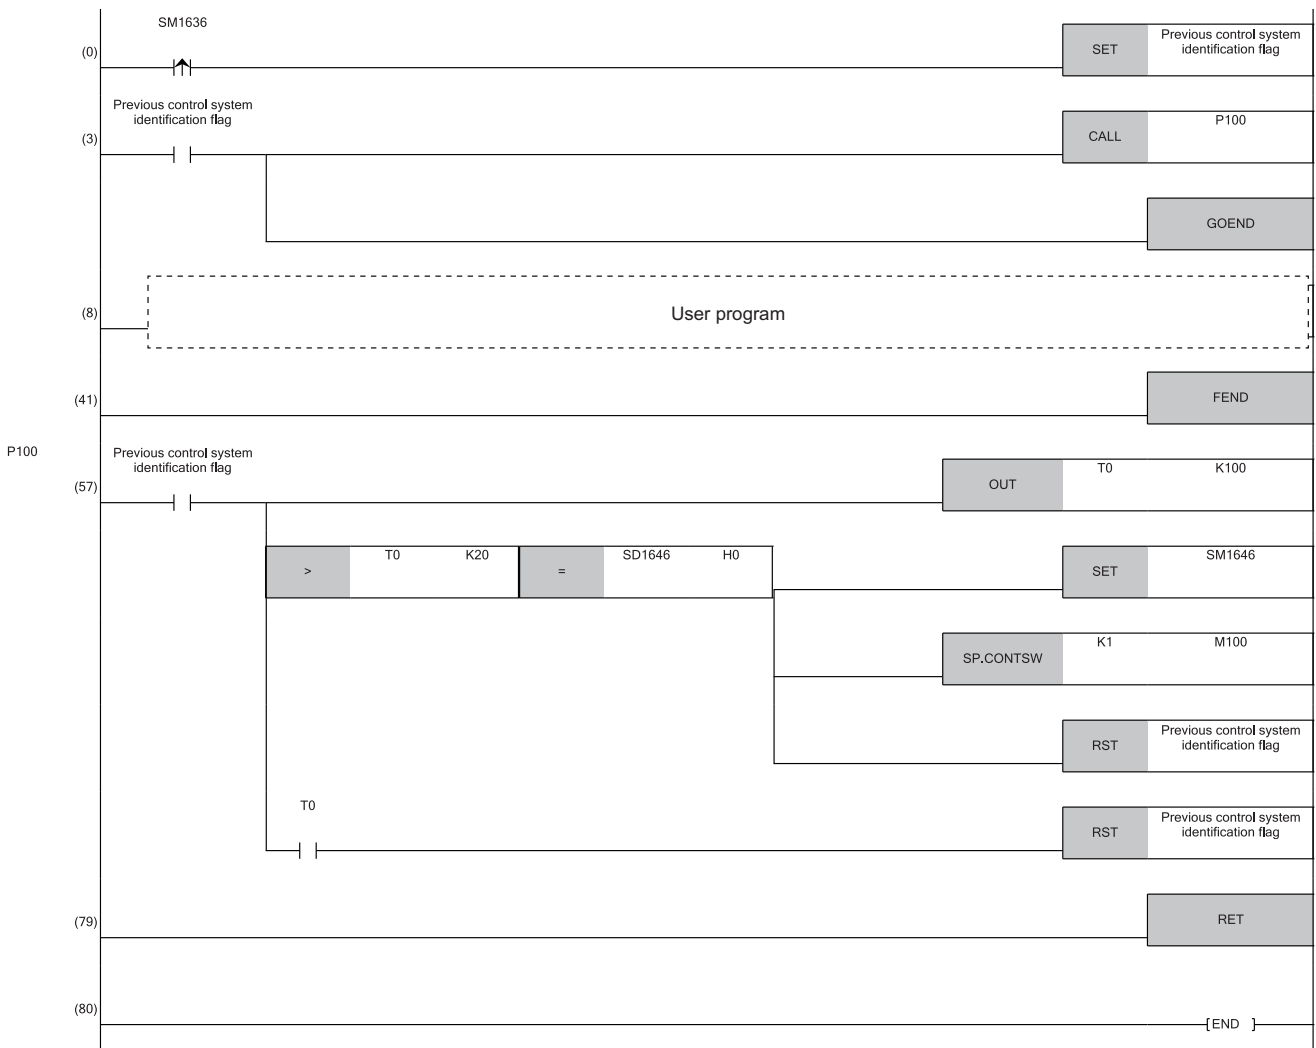 SM1636
(0)
SET
Previous control system
identification flag
Previous control system
identification flag
(3)
CALL
P100
GOEND
(8)
User program
(41)
FEND
P100
Previous control system
identification flag
(57)
OUT
T0
K100
>
T0
K20
=
SD1646
H0
SET
SM1646
SP.CONTSW
K1
M100
RST
Previous control system
identification flag
T0
RST
Previous control system
identification flag
(79)
RET
(80)
[END ]